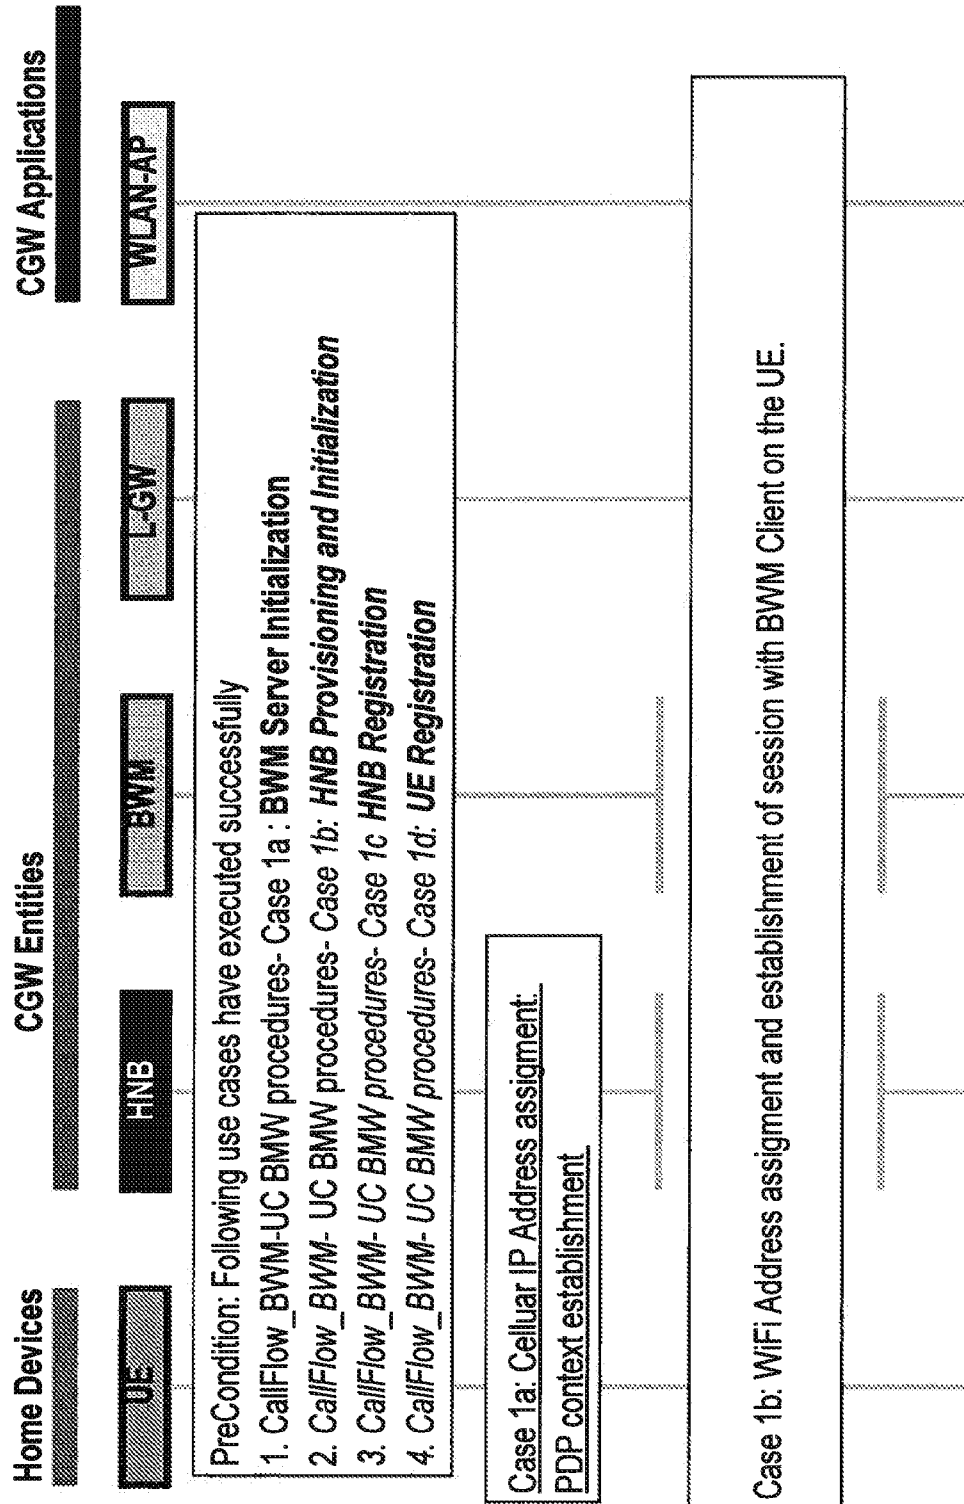 Home Devices
CGW Entities
CGW Applications
UE
HNB
BWM
L-GW
WLAN-AP
PreCondition: Following use cases have executed successfully
1. CallFlow_BWM-UC BMW procedures- Case 1a : BWM Server Initialization
2. CallFlow_BWM- UC BMW procedures- Case 1b: HNB Provisioning and Initialization
3. CallFlow_BWM- UC BMW procedures- Case 1c HNB Registration
4. CallFlow_BWM- UC BMW procedures- Case 1d: UE Registration
Case 1a: Celluar IP Address assigment:
PDP context establishment
Case 1b: WiFi Address assigment and establishment of session with BWM Client on the UE.